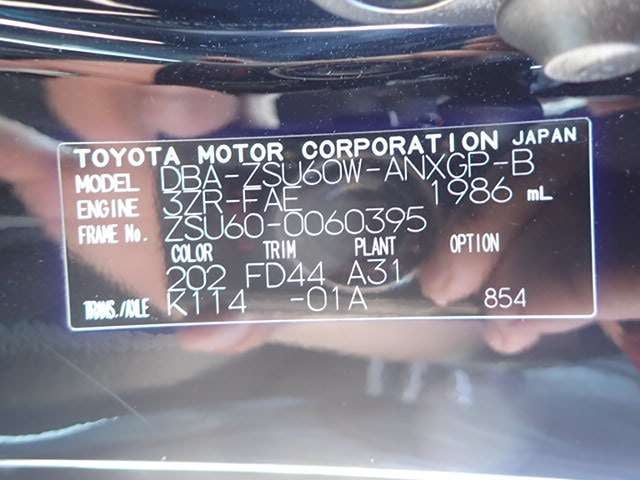 TOYOTA MOTOR CORPORATION JAPAN
MODEL DBA-ZSU60W-ANXGP-B
ENGINE 3ZR-FAE 1986 mL
FRAME No. ZSU60-0060395
COLOR TRIM PLANT OPTION
202 FD44 A31
TRANS./AXLE K114 -01A 854